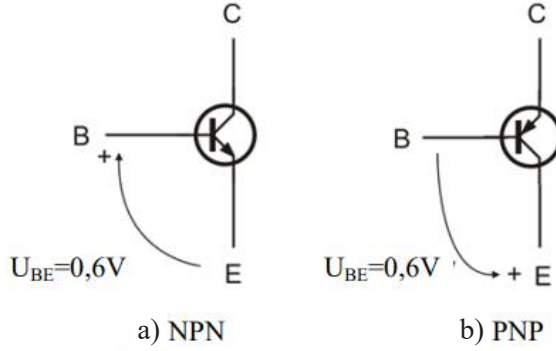 C C
B B
+
U_BE=0,6V U_BE=0,6V
+
E E
a) NPN b) PNP